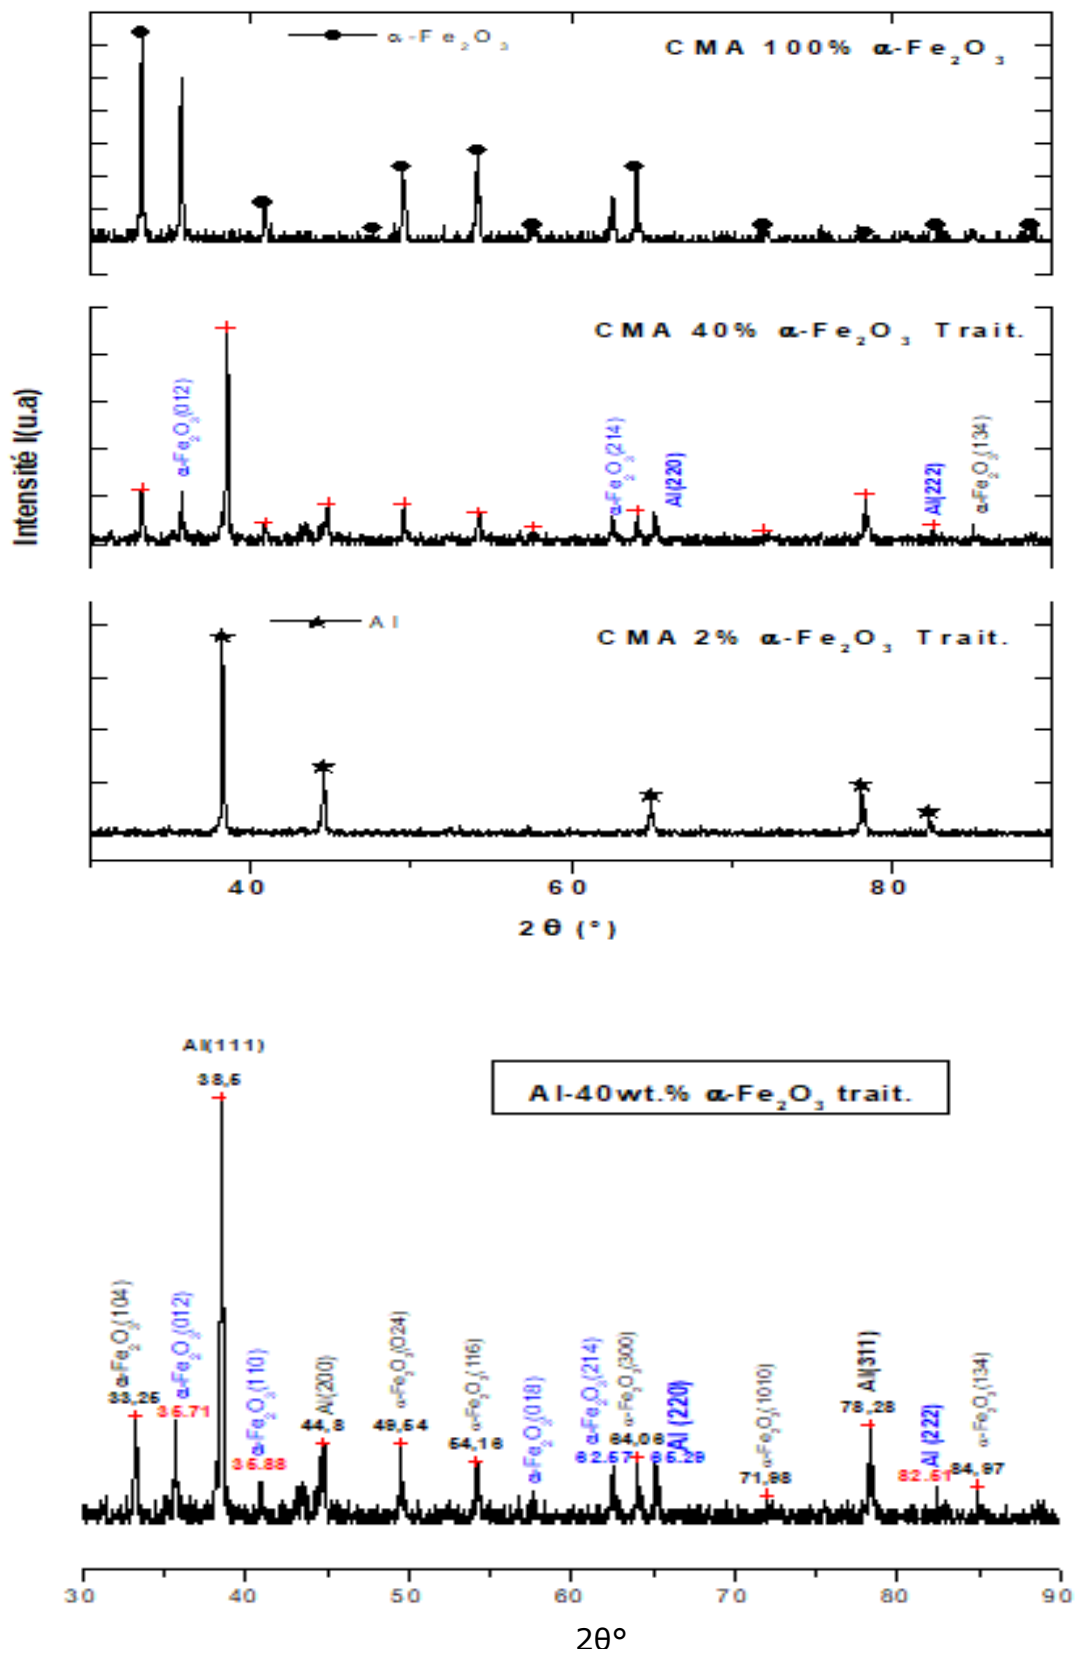 α-Fe₂O₃
CMA 100% α-Fe₂O₃
Intensité I(u.a)
CMA 40% α-Fe₂O₃ Trait.
α-Fe₂O₃(012)
α-Fe₂O₃(214)
Al(220)
Al(222)
α-Fe₂O₃(134)
Al
CMA 2% α-Fe₂O₃ Trait.
40 60 80
2θ (°)
Al(111)
38,5
Al-40wt.% α-Fe₂O₃ trait.
α-Fe₂O₃(104)
33,25
α-Fe₂O₃(012)
35.71
α-Fe₂O₃(110)
35.88
Al(200)
44,8
α-Fe₂O₃(024)
49,54
α-Fe₂O₃(116)
54,16
α-Fe₂O₃(018)
α-Fe₂O₃(214)
62.57
α-Fe₂O₃(300)
64,06
Al (220)
65.29
α-Fe₂O₃(1010)
71,98
Al(311)
78,28
Al (222)
82.51
α-Fe₂O₃(134)
84,97
30 40 50 60 70 80 90
2θ°